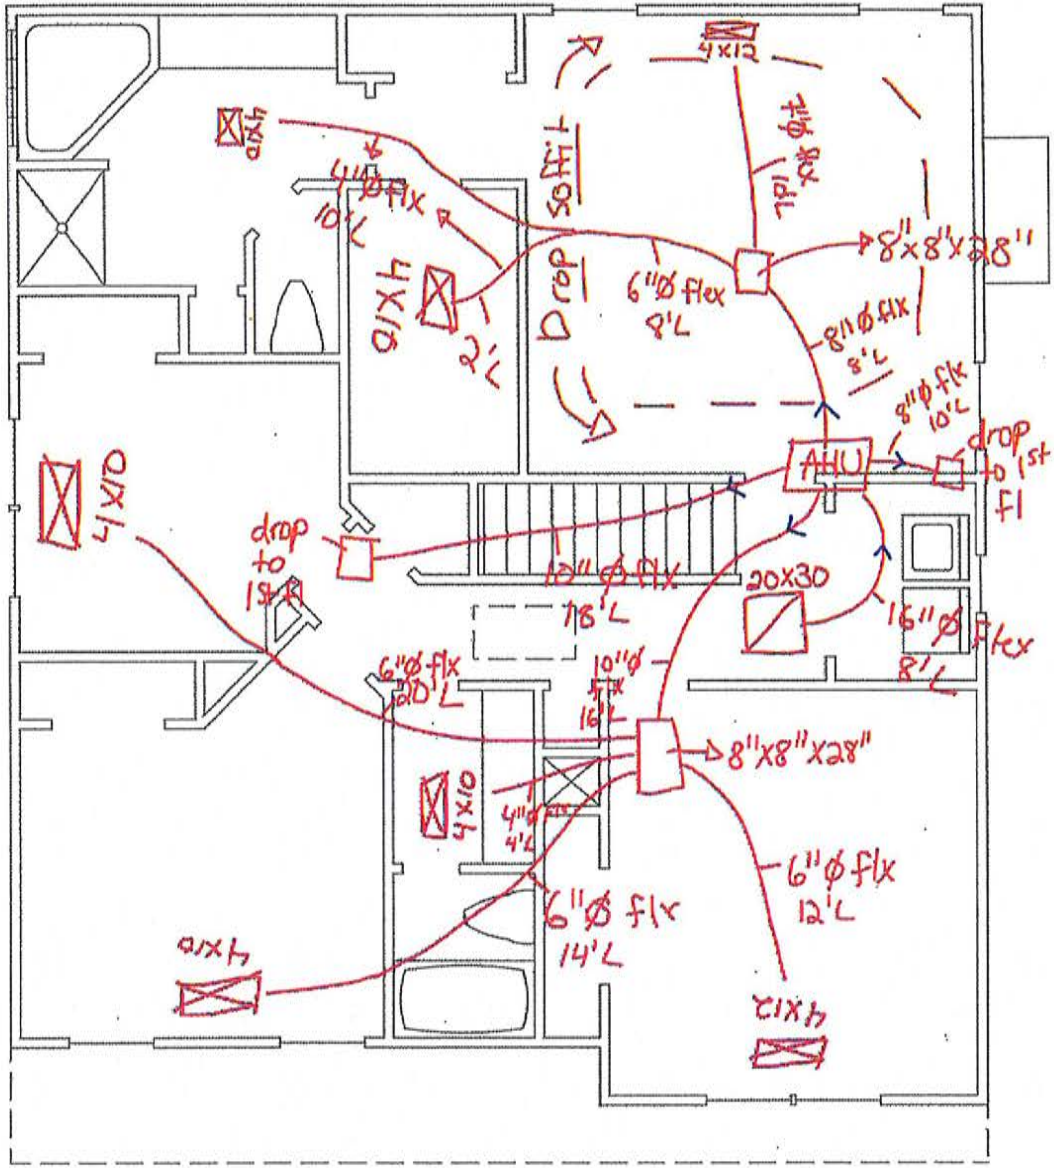 4X12
4X10
7"Ø
flx
10'L
4"Ø flx
10'L
Drop soffit
8"X8"X28"
4X10
2'L
6"Ø flex
8'L
8"Ø flx
8'L
8"Ø flx
10'L
AHU
drop
to 1st
fl
4X10
drop
to
1st fl
10"Ø flx
18'L
20X30
16"Ø
flex
8'L
6"Ø flx
20'L
10"Ø
flx
16'L
8"X8"X28"
4X10
4"Ø flx
4'L
6"Ø flx
14'L
6"Ø flx
12'L
4X10
4X12